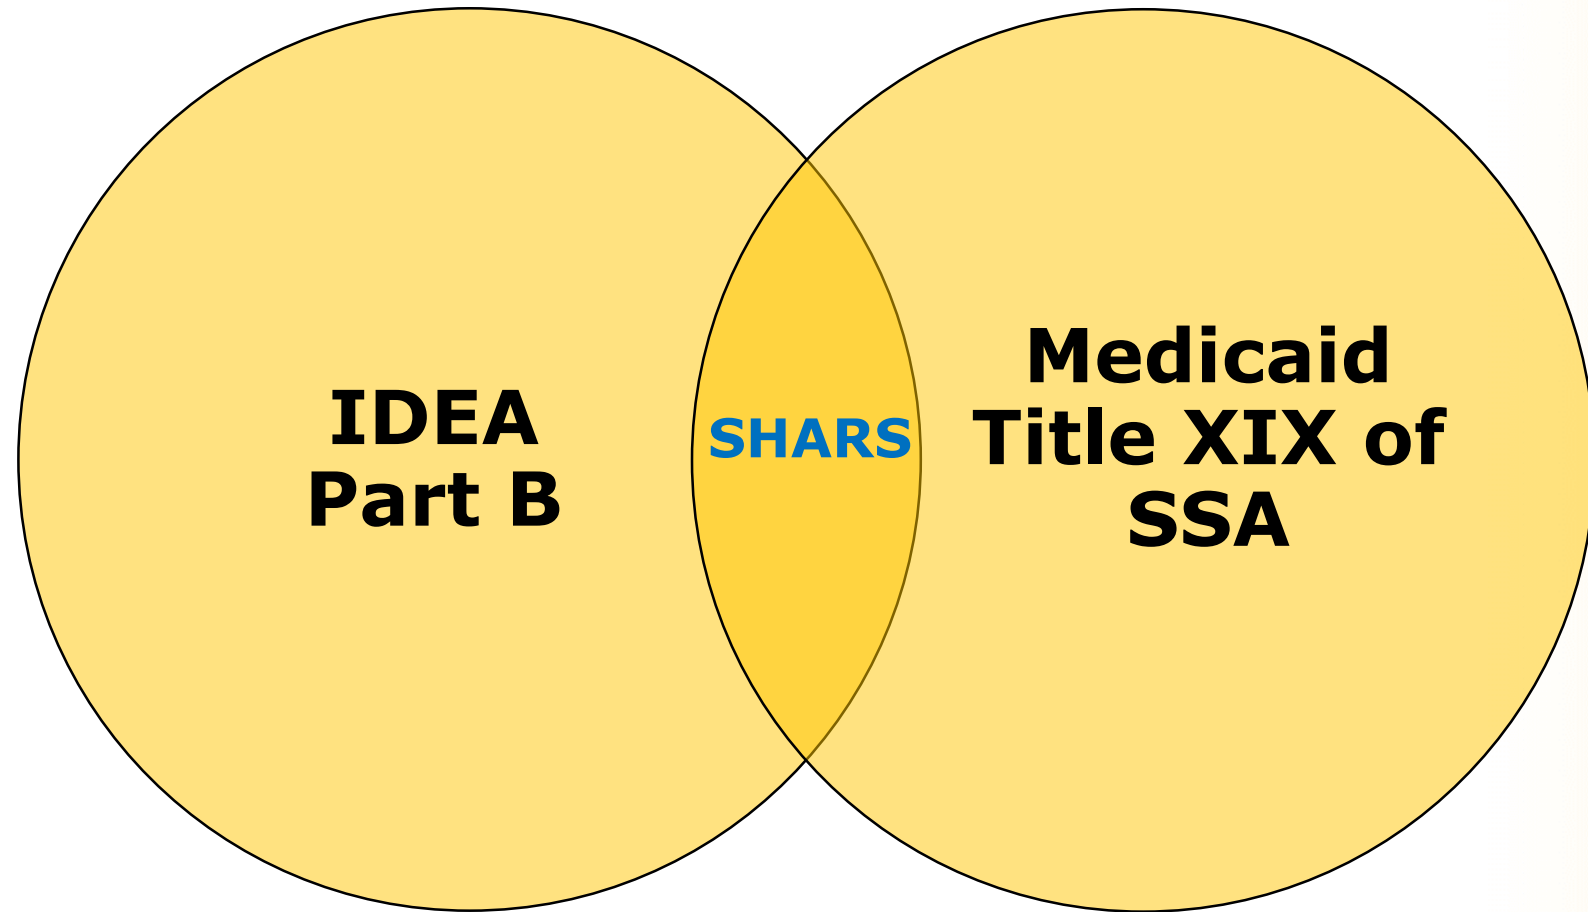 IDEA
Part B
SHARS
Medicaid
Title XIX of
SSA